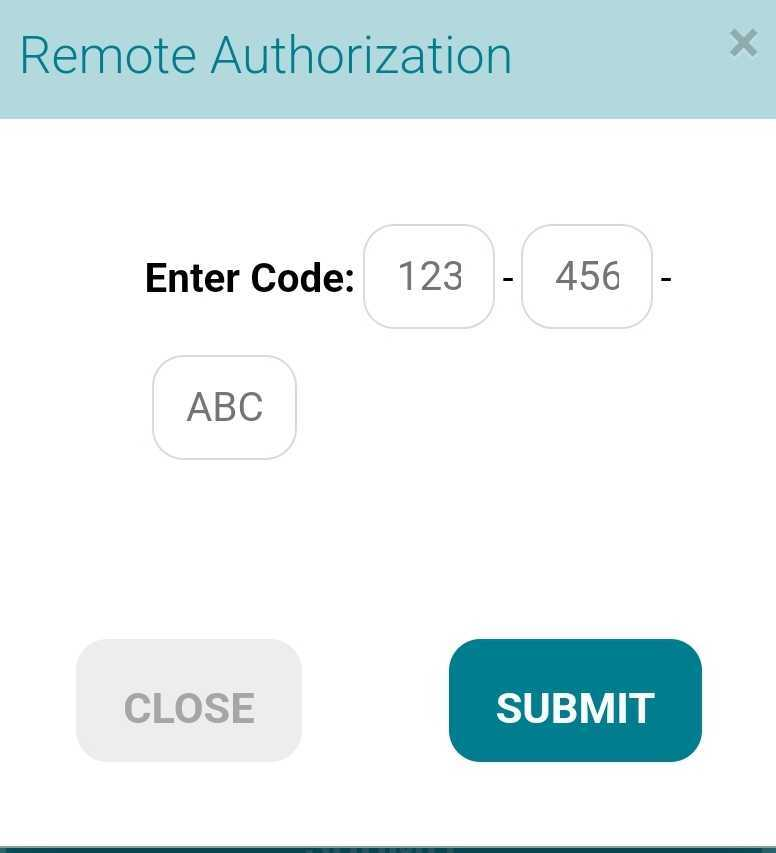 Remote Authorization ×
Enter Code: 123 - 456 -
ABC
CLOSE SUBMIT